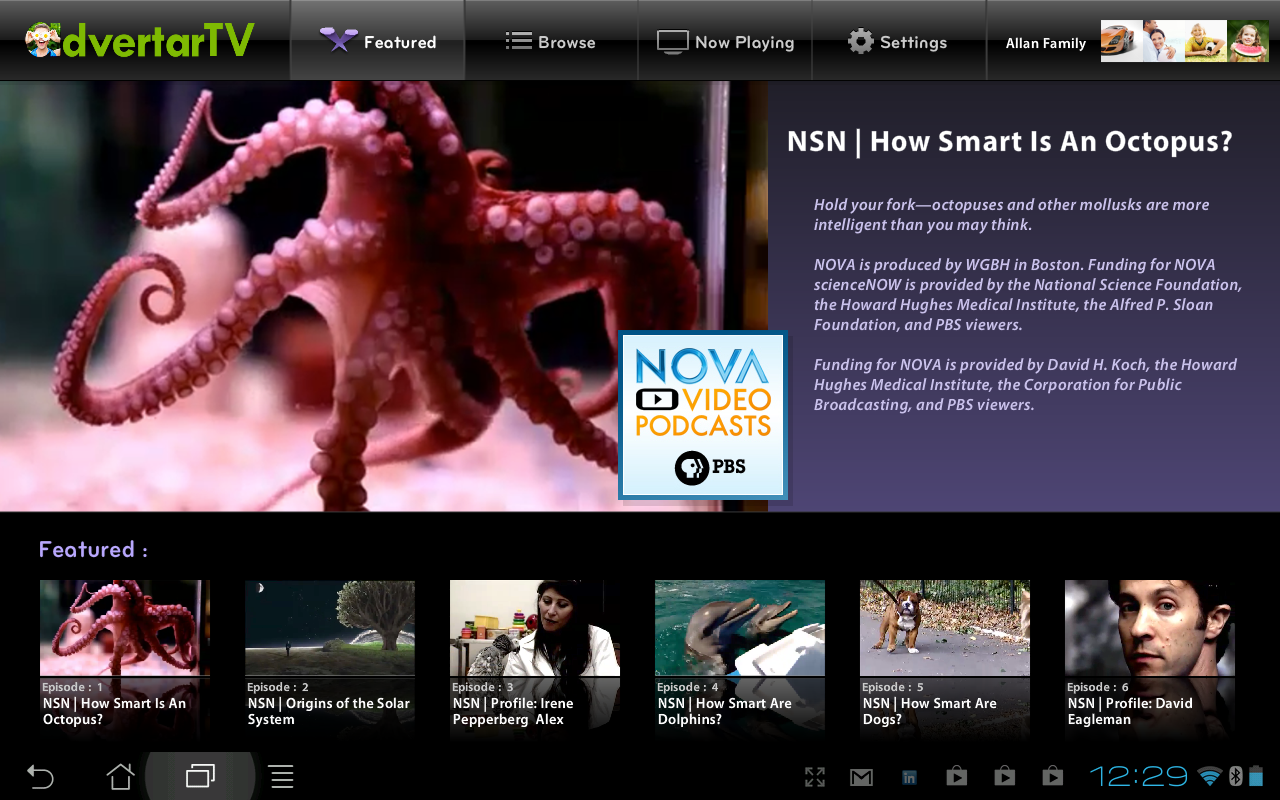 dvertarTV
Featured
Browse
Now Playing
Settings
Allan Family
NSN | How Smart Is An Octopus?
Hold your fork—octopuses and other mollusks are more
intelligent than you may think.
NOVA is produced by WGBH in Boston. Funding for NOVA
scienceNOW is provided by the National Science Foundation,
the Howard Hughes Medical Institute, the Alfred P. Sloan
Foundation, and PBS viewers.
Funding for NOVA is provided by David H. Koch, the Howard
Hughes Medical Institute, the Corporation for Public
Broadcasting, and PBS viewers.
NOVA
VIDEO
PODCASTS
PBS
Featured :
Episode : 1
NSN | How Smart Is An
Octopus?
Episode : 2
NSN | Origins of the Solar
System
Episode : 3
NSN | Profile: Irene
Pepperberg Alex
Episode : 4
NSN | How Smart Are
Dolphins?
Episode : 5
NSN | How Smart Are
Dogs?
Episode : 6
NSN | Profile: David
Eagleman
in
12:29